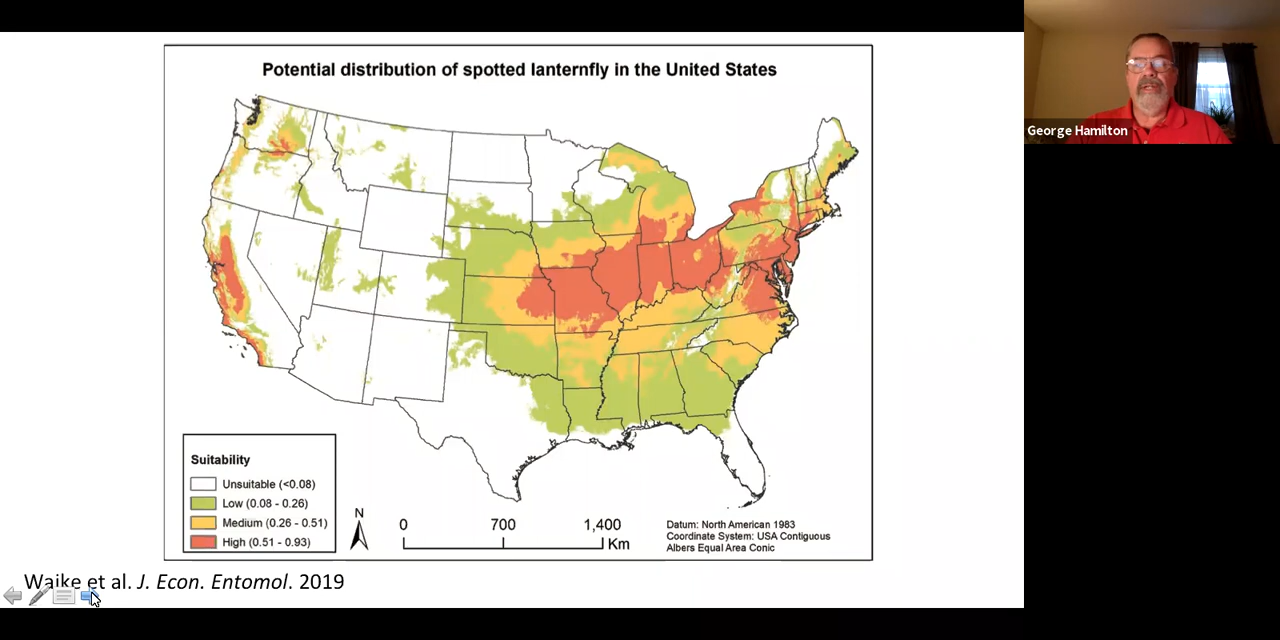 Potential distribution of spotted lanternfly in the United States
George Hamilton
Suitability
Unsuitable (<0.08)
Low (0.08 - 0.26)
Medium (0.26 - 0.51)
High (0.51 - 0.93)
N
0 700 1,400
Km
Datum: North American 1983
Coordinate System: USA Contiguous
Albers Equal Area Conic
Wajke et al. J. Econ. Entomol. 2019